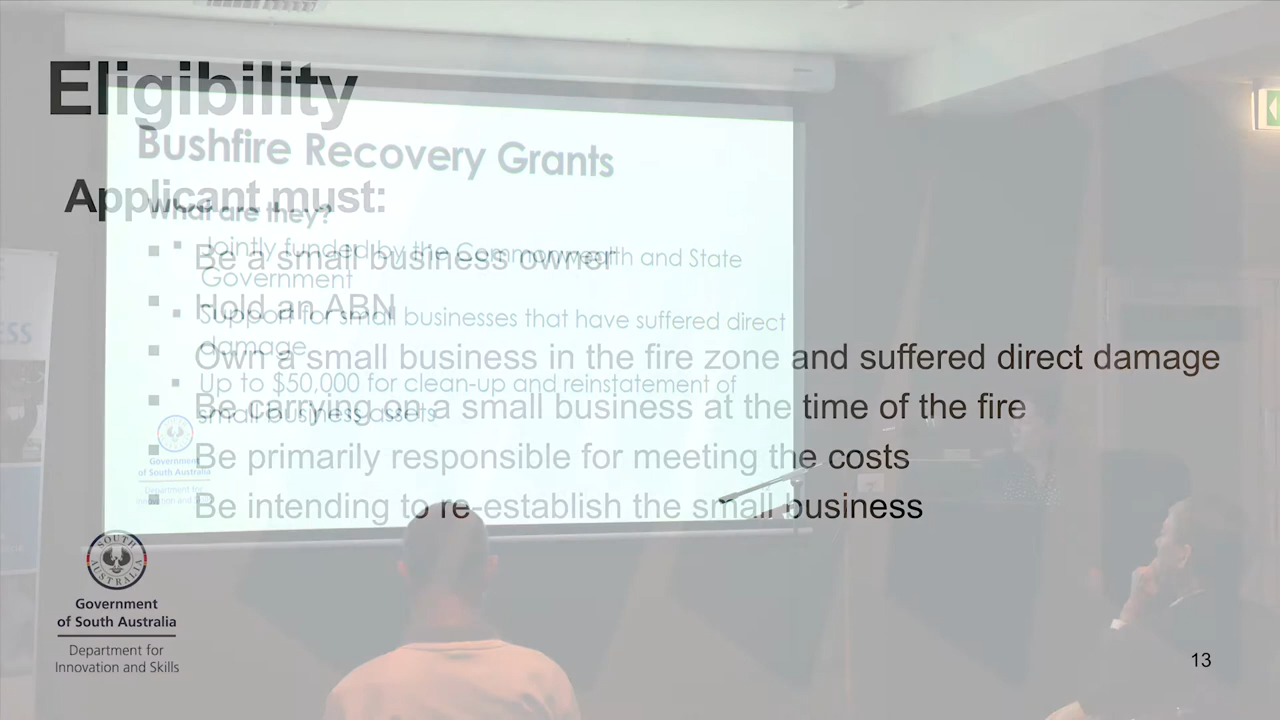 Eligibility
Bushfire Recovery Grants
Applicant must:
What are they?
Jointly funded by the Commonwealth and State
Be a small business owner
Government
Hold an ABN
Support for small businesses that have suffered direct
damage
Own a small business in the fire zone and suffered direct damage
Up to $50,000 for clean-up and reinstatement of
Be carrying on a small business at the time of the fire
small business assets
Be primarily responsible for meeting the costs
Government
of South Australia
Department for
Be intending to re-establish the small business
SOUTH
AUSTRALIA
Government
of South Australia
Department for
Innovation and Skills
13